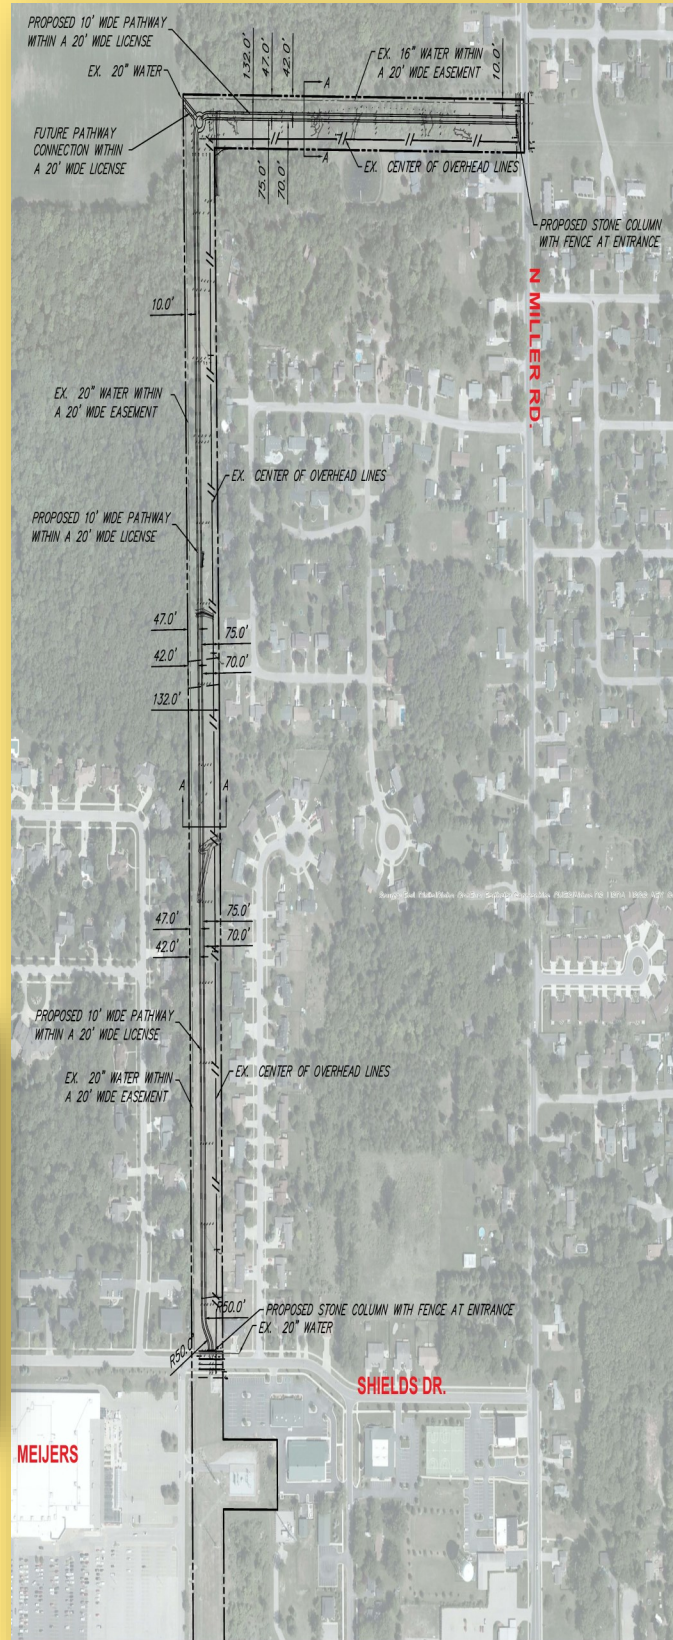 PROPOSED 10' WIDE PATHWAY
WITHIN A 20' WIDE LICENSE
EX. 20" WATER
132.0'
47.0'
42.0'
A
EX. 16" WATER WITHIN
A 20' WIDE EASEMENT
10.0'
FUTURE PATHWAY
CONNECTION WITHIN
A 20' WIDE LICENSE
75.0'
70.0'
A
EX. CENTER OF OVERHEAD LINES
PROPOSED STONE COLUMN
WITH FENCE AT ENTRANCE
N MILLER RD.
10.0'
EX. 20" WATER WITHIN
A 20' WIDE EASEMENT
EX. CENTER OF OVERHEAD LINES
PROPOSED 10' WIDE PATHWAY
WITHIN A 20' WIDE LICENSE
47.0'
75.0'
42.0'
70.0'
132.0'
A
A
47.0'
75.0'
42.0'
70.0'
PROPOSED 10' WIDE PATHWAY
WITHIN A 20' WIDE LICENSE
EX. 20" WATER WITHIN
A 20' WIDE EASEMENT
EX. CENTER OF OVERHEAD LINES
R50.0'
PROPOSED STONE COLUMN WITH FENCE AT ENTRANCE
EX. 20" WATER
R50.0'
SHIELDS DR.
MEIJERS